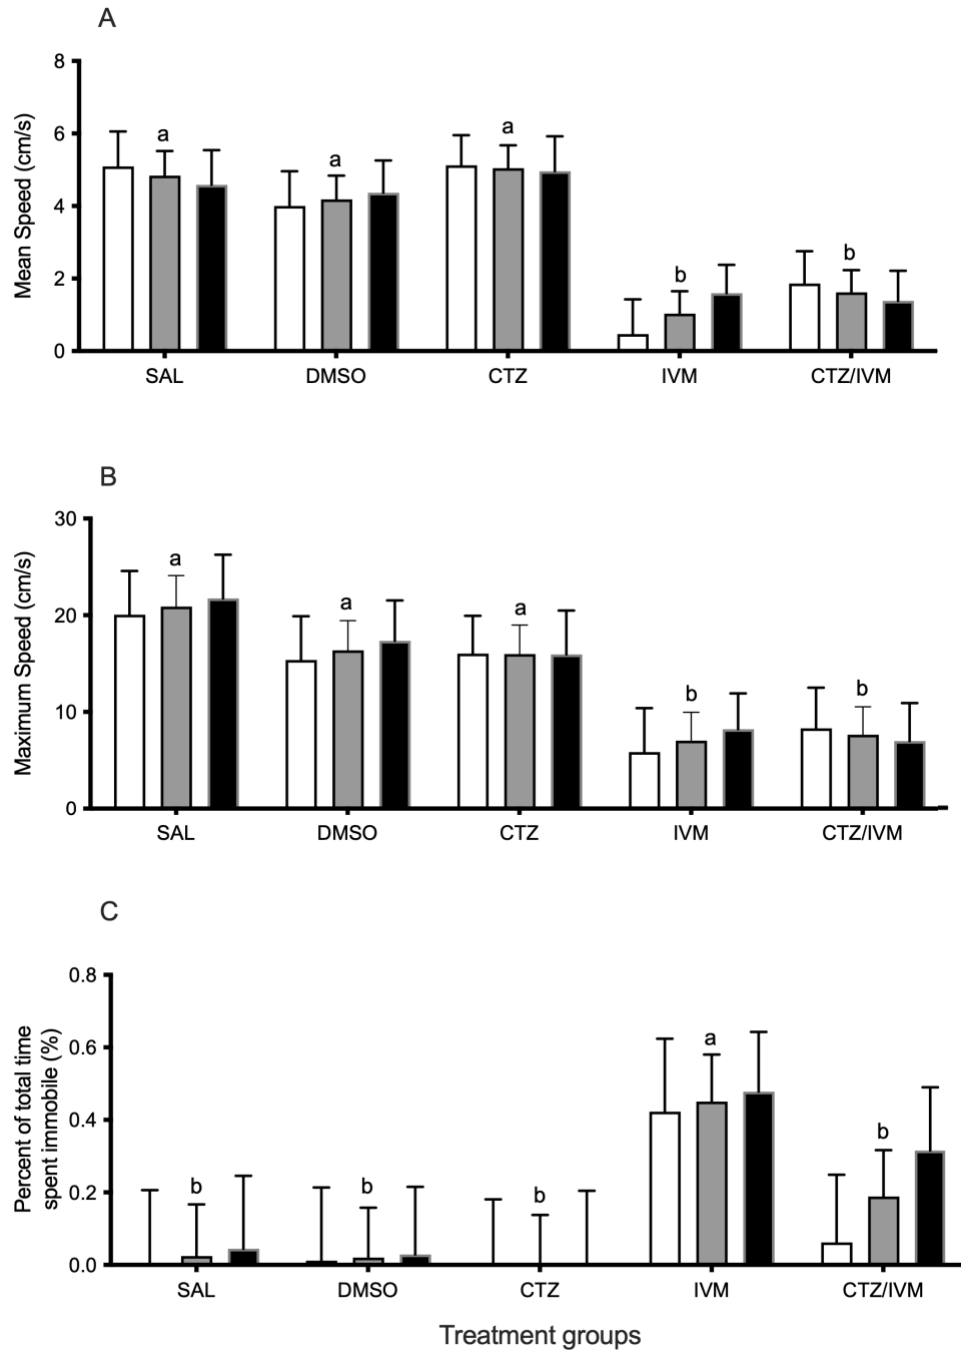 A
8
6
4
2
0
Mean Speed (cm/s)
a
a
a
b
b
SAL DMSO CTZ IVM CTZ/IVM
B
30
20
10
0
Maximum Speed (cm/s)
a
a
a
b
b
SAL DMSO CTZ IVM CTZ/IVM
C
0.8
0.6
0.4
0.2
0.0
Percent of total time
spent immobile (%)
b
b
b
a
b
SAL DMSO CTZ IVM CTZ/IVM
Treatment groups